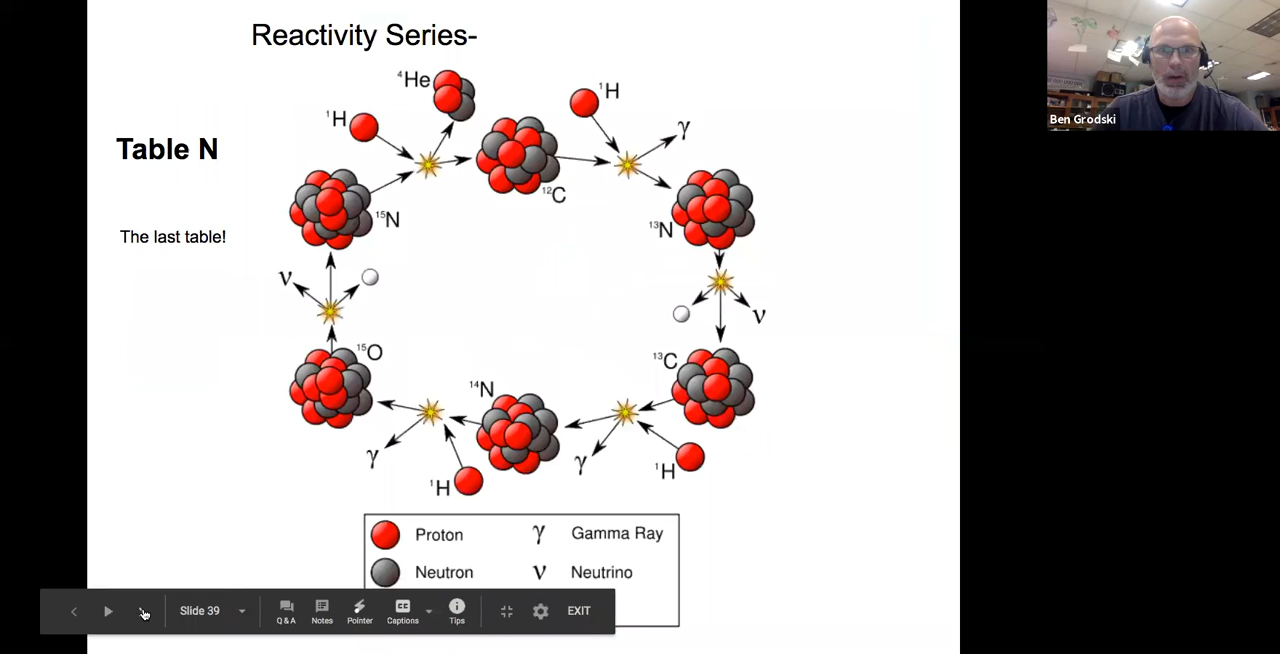 Reactivity Series-
Table N
The last table!
⁴He
¹H
¹H
γ
¹²C
¹⁵N
¹³N
ν
ν
¹⁵O
¹³C
¹⁴N
γ
γ
¹H
¹H
Proton
γ
Gamma Ray
Neutron
ν
Neutrino
Slide 39
Q & A
Notes
Pointer
CC
Captions
Tips
EXIT
Ben Grodski